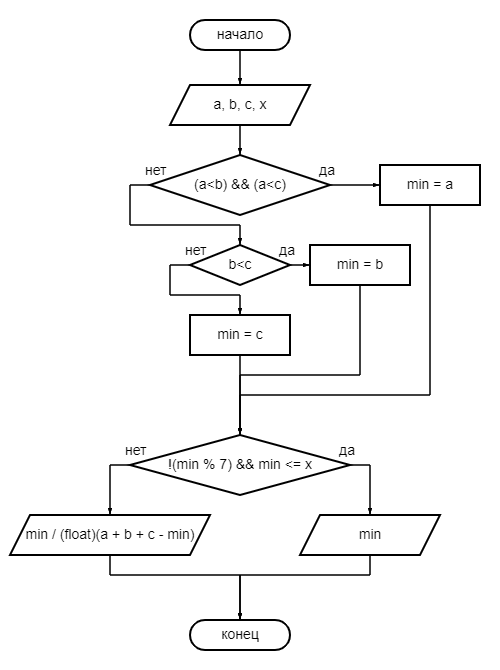 начало
a, b, c, x
нет
да
(a<b) && (a<c)
min = a
нет
да
b<c
min = b
min = c
нет
да
!(min % 7) && min <= x
min / (float)(a + b + c - min)
min
конец